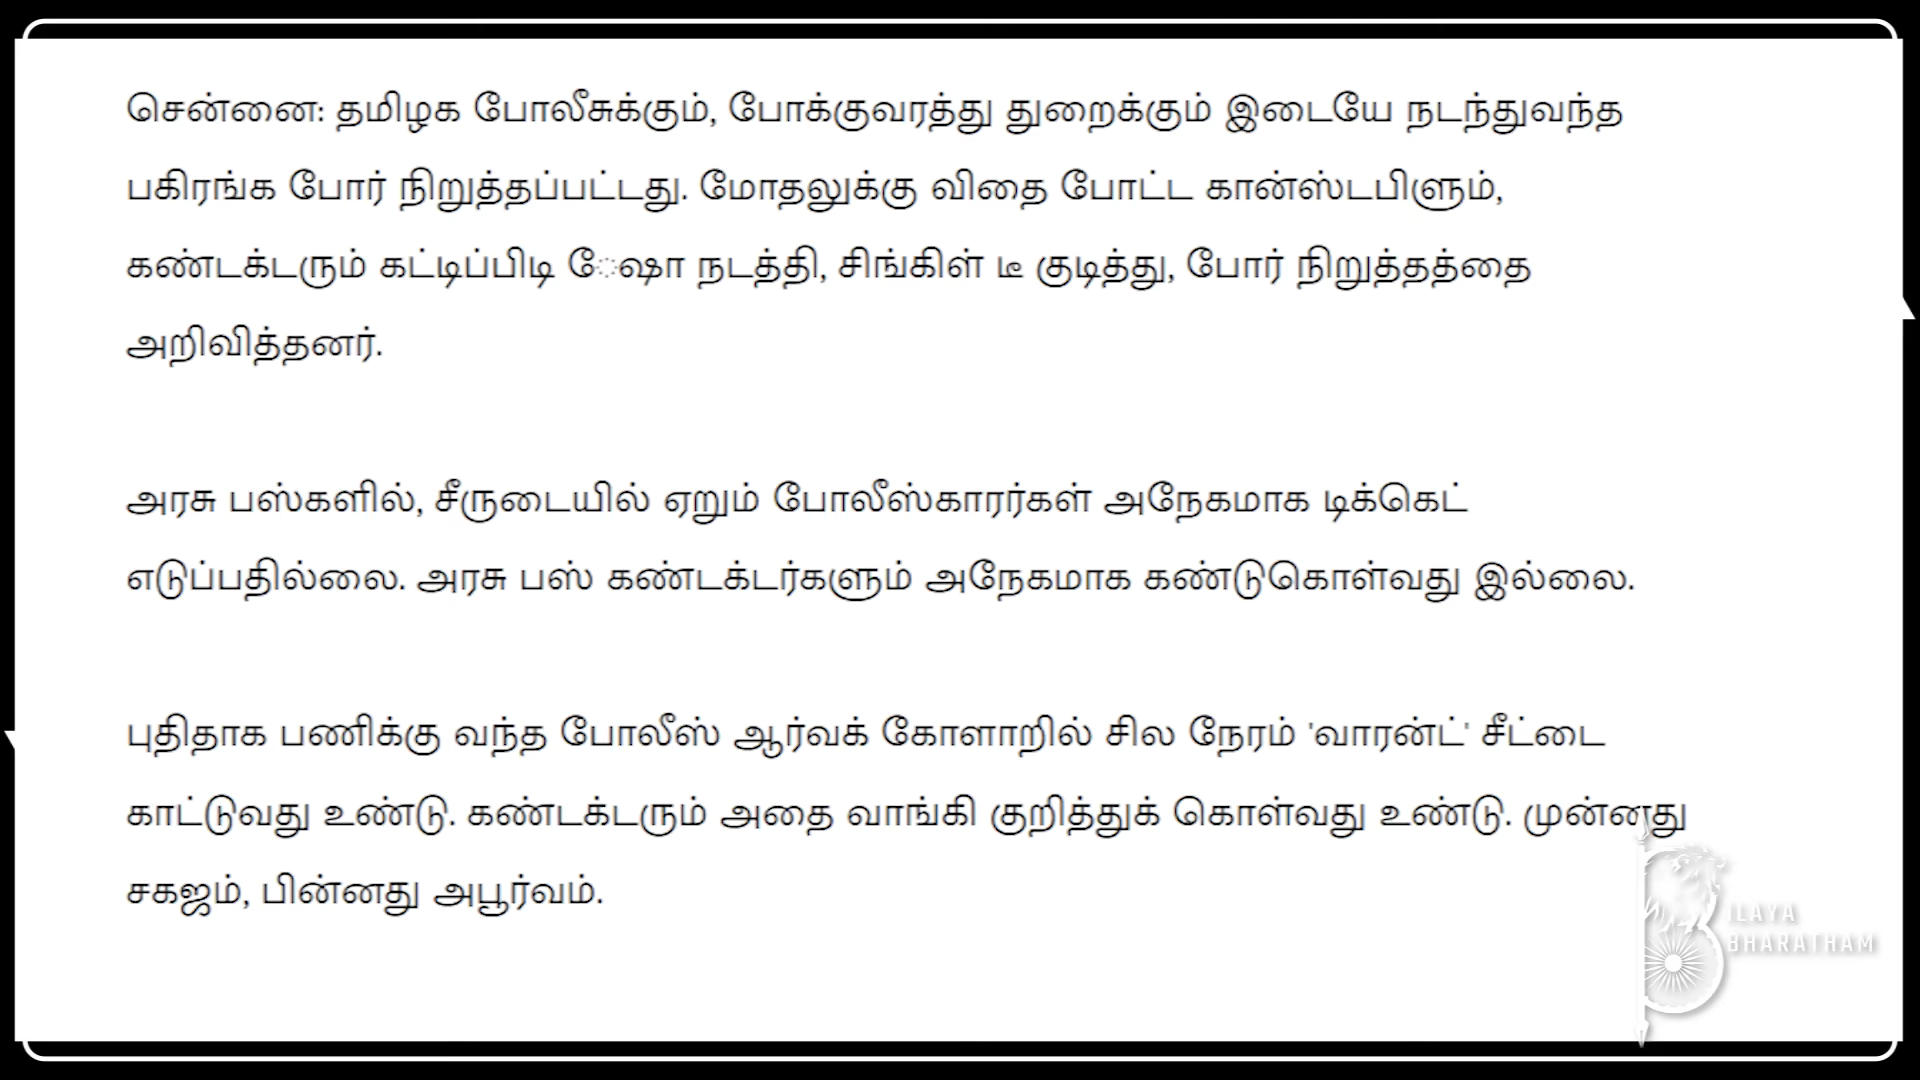 சென்னை: தமிழக போலீசுக்கும், போக்குவரத்து துறைக்கும் இடையே நடந்துவந்த
பகிரங்க போர் நிறுத்தப்பட்டது. மோதலுக்கு விதை போட்ட கான்ஸ்டபிளும்,
கண்டக்டரும் கட்டிப்பிடி ேஷா நடத்தி, சிங்கிள் டீ குடித்து, போர் நிறுத்தத்தை
அறிவித்தனர்.
அரசு பஸ்களில், சீருடையில் ஏறும் போலீஸ்காரர்கள் அநேகமாக டிக்கெட்
எடுப்பதில்லை. அரசு பஸ் கண்டக்டர்களும் அநேகமாக கண்டுகொள்வது இல்லை.
புதிதாக பணிக்கு வந்த போலீஸ் ஆர்வக் கோளாறில் சில நேரம் 'வாரன்ட்' சீட்டை
காட்டுவது உண்டு. கண்டக்டரும் அதை வாங்கி குறித்துக் கொள்வது உண்டு. முன்னது
சகஜம், பின்னது அபூர்வம்.
ILAYA
BHARATHAM